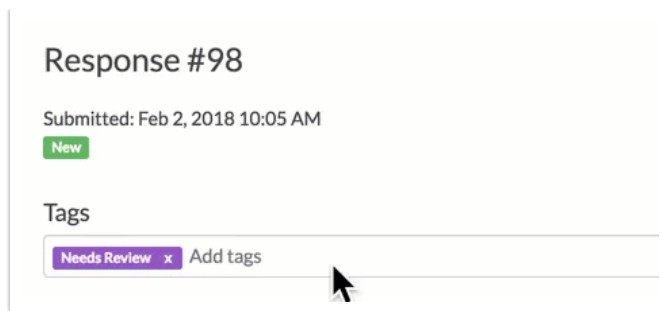 Response #98
Submitted: Feb 2, 2018 10:05 AM
New
Tags
Needs Review x Add tags